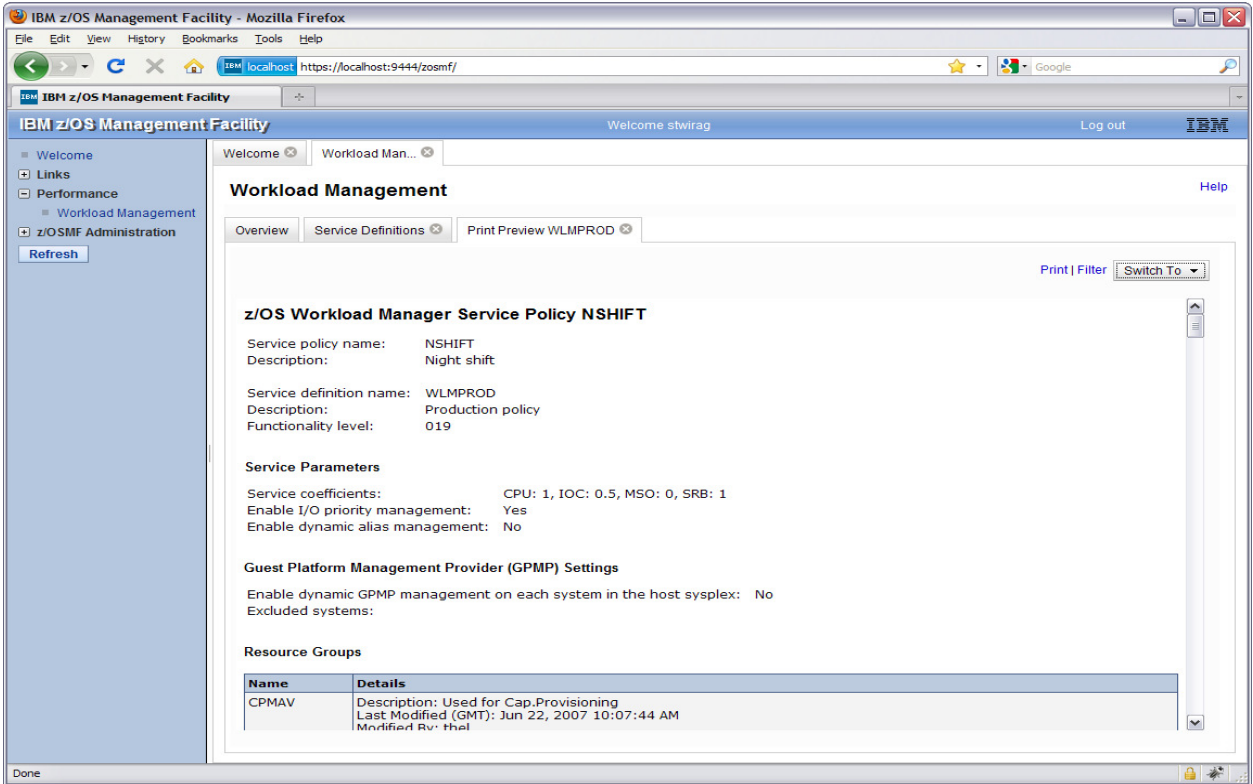 IBM z/OS Management Facility - Mozilla Firefox
File Edit View History Bookmarks Tools Help
IBM localhost https://localhost:9444/zosmf/
Google
IBM IBM z/OS Management Facility
IBM z/OS Management Facility Welcome stwirag Log out IBM
Welcome
Links
Performance
Workload Management
z/OSMF Administration
Refresh
Welcome Workload Man...
Workload Management Help
Overview Service Definitions Print Preview WLMPROD
Print | Filter Switch To
z/OS Workload Manager Service Policy NSHIFT
Service policy name: NSHIFT
Description: Night shift
Service definition name: WLMPROD
Description: Production policy
Functionality level: 019
Service Parameters
Service coefficients: CPU: 1, IOC: 0.5, MSO: 0, SRB: 1
Enable I/O priority management: Yes
Enable dynamic alias management: No
Guest Platform Management Provider (GPMP) Settings
Enable dynamic GPMP management on each system in the host sysplex: No
Excluded systems:
Resource Groups
Name Details
CPMAV Description: Used for Cap.Provisioning
Last Modified (GMT): Jun 22, 2007 10:07:44 AM
Modified By: thel
Done